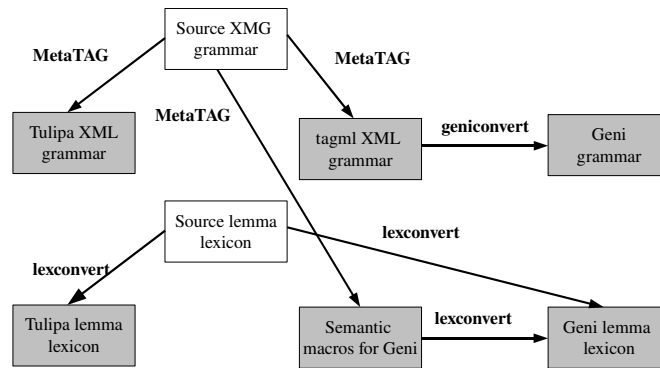 Source XMG
grammar
MetaTAG
MetaTAG
MetaTAG
Tulipa XML
grammar
tagml XML
grammar
geniconvert
Geni
grammar
Source lemma
lexicon
lexconvert
lexconvert
Tulipa lemma
lexicon
Semantic
macros for Geni
lexconvert
Geni lemma
lexicon